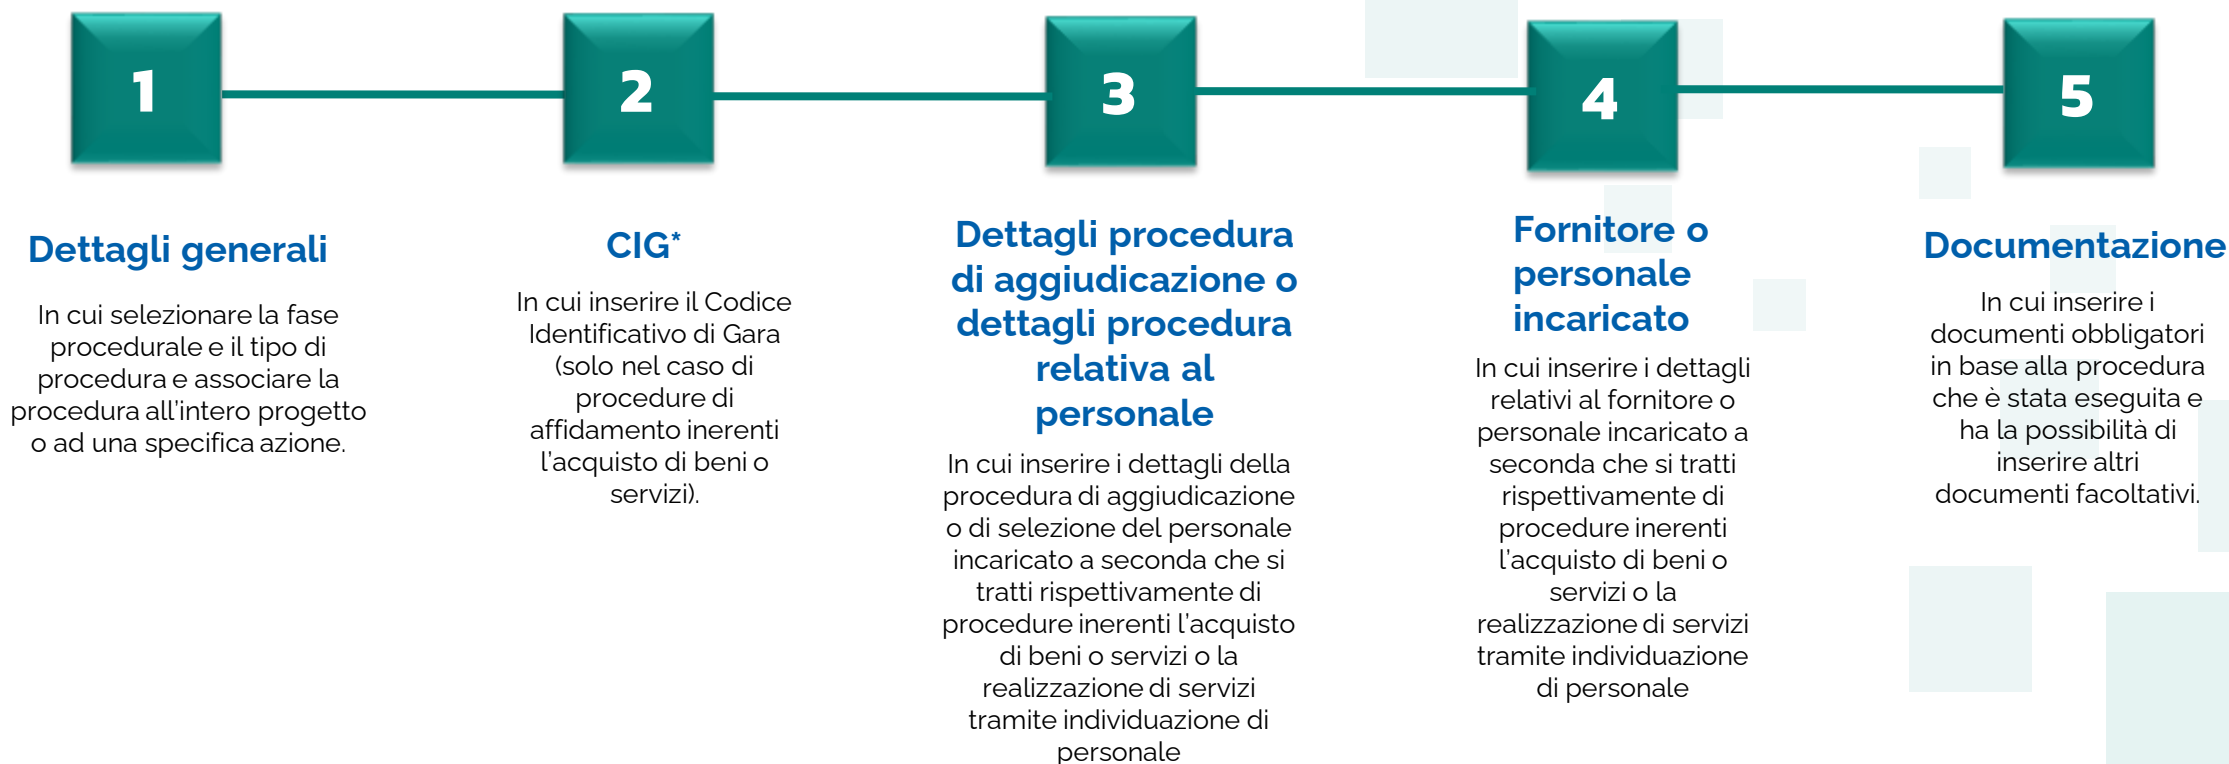 1
2
3
4
5
Dettagli generali
In cui selezionare la fase
procedurale e il tipo di
procedura e associare la
procedura all'intero progetto
o ad una specifica azione.
CIG*
In cui inserire il Codice
Identificativo di Gara
(solo nel caso di
procedure di
affidamento inerenti
l'acquisto di beni o
servizi).
Dettagli procedura
di aggiudicazione o
dettagli procedura
relativa al
personale
In cui inserire i dettagli della
procedura di aggiudicazione
o di selezione del personale
incaricato a seconda che si
tratti rispettivamente di
procedure inerenti l'acquisto
di beni o servizi o la
realizzazione di servizi
tramite individuazione di
personale
Fornitore o
personale
incaricato
In cui inserire i dettagli
relativi al fornitore o
personale incaricato a
seconda che si tratti
rispettivamente di
procedure inerenti
l'acquisto di beni o
servizi o la
realizzazione di servizi
tramite individuazione
di personale
Documentazione
In cui inserire i
documenti obbligatori
in base alla procedura
che è stata eseguita e
ha la possibilità di
inserire altri
documenti facoltativi.